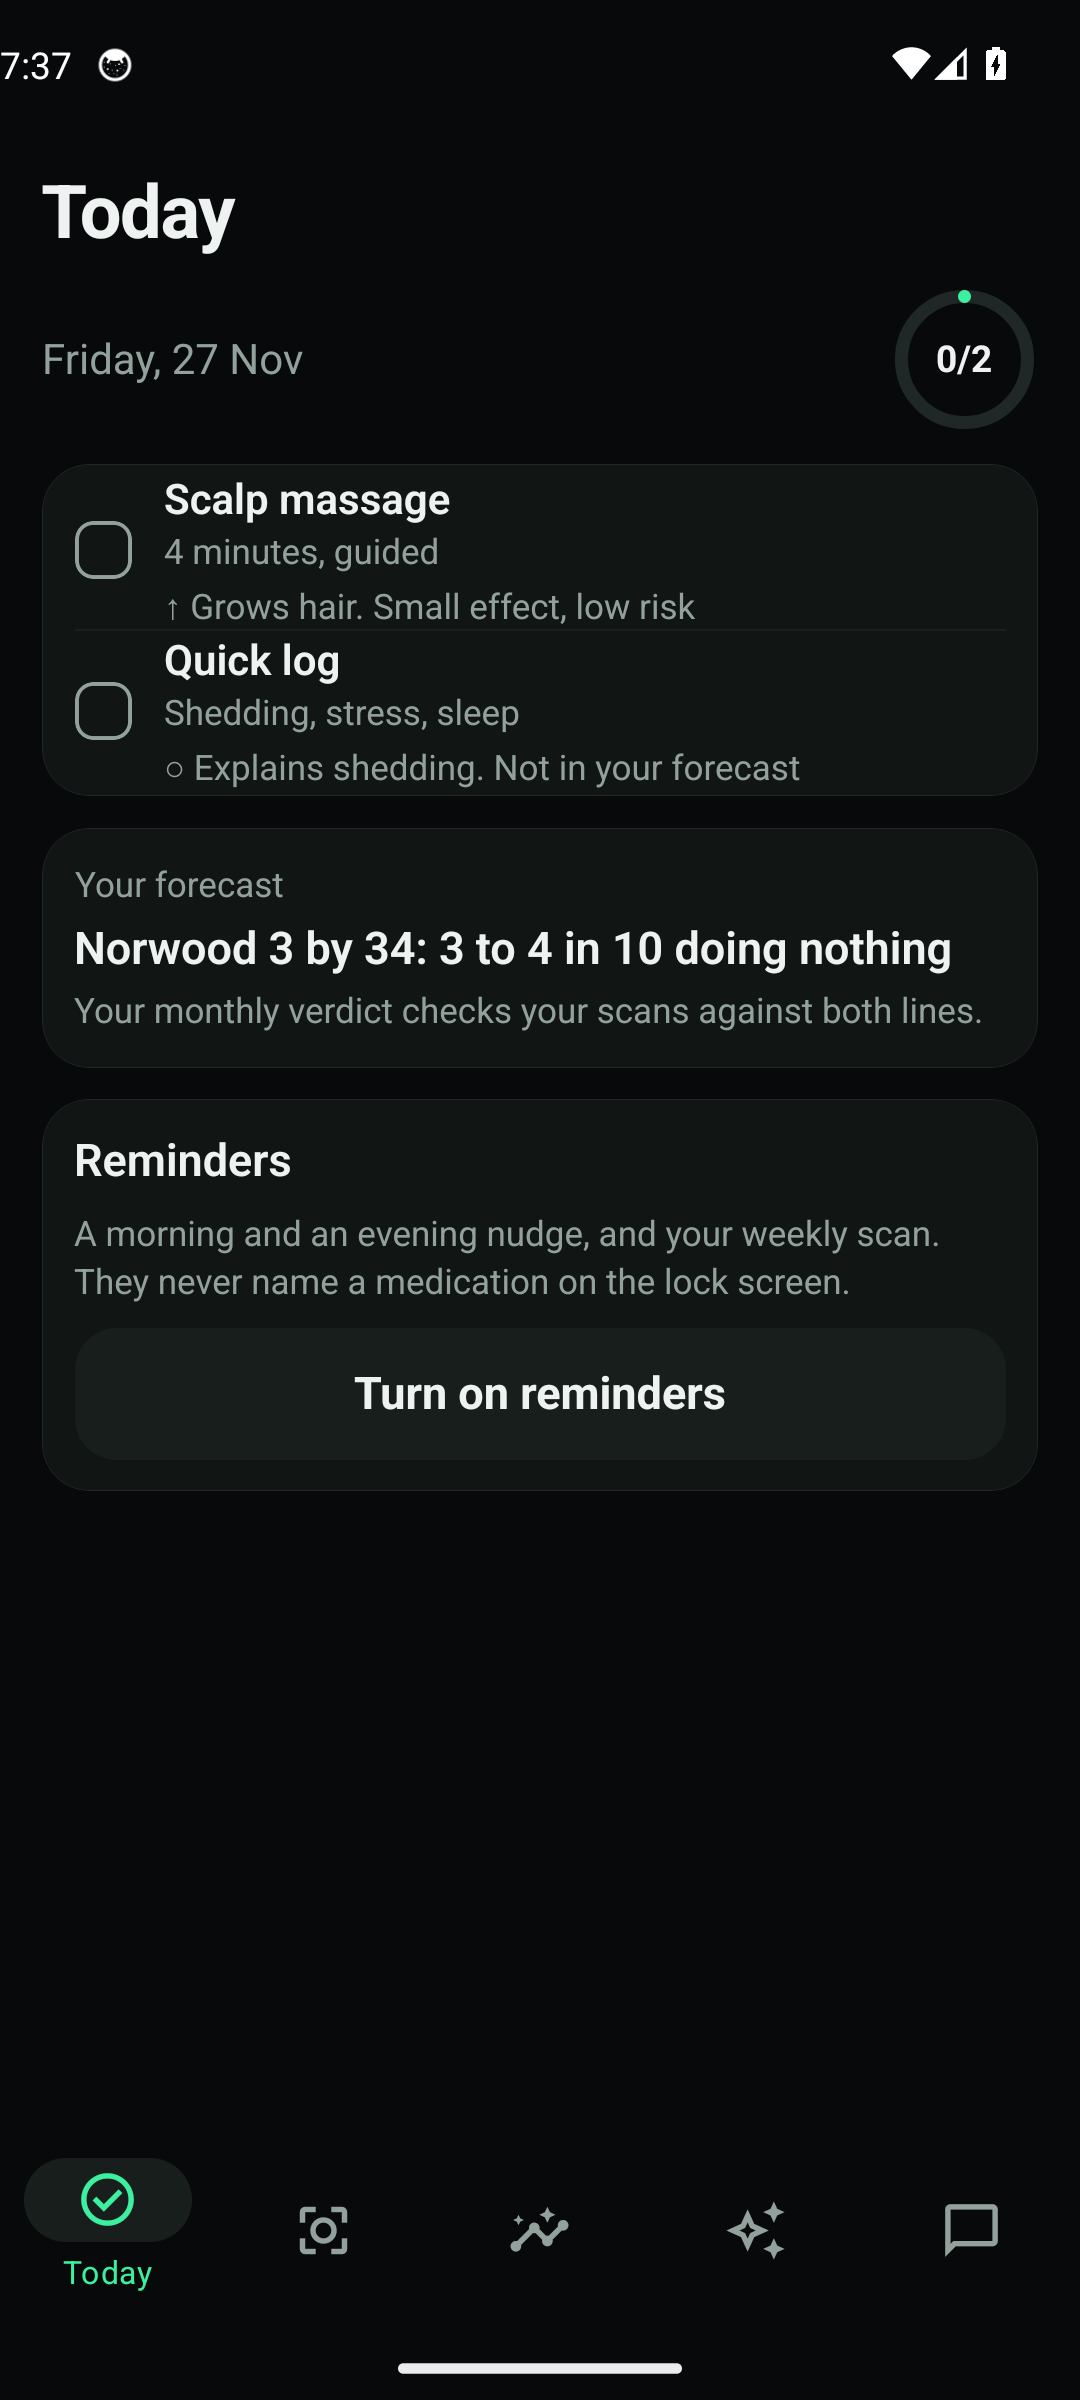 7:37
Today
Friday, 27 Nov
0/2
Scalp massage
4 minutes, guided
↑ Grows hair. Small effect, low risk
Quick log
Shedding, stress, sleep
○ Explains shedding. Not in your forecast
Your forecast
Norwood 3 by 34: 3 to 4 in 10 doing nothing
Your monthly verdict checks your scans against both lines.
Reminders
A morning and an evening nudge, and your weekly scan.
They never name a medication on the lock screen.
Turn on reminders
Today